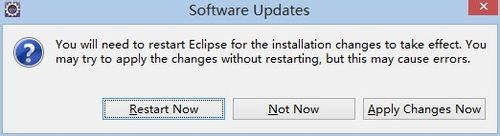 Software Updates
You will need to restart Eclipse for the installation changes to take effect. You
may try to apply the changes without restarting, but this may cause errors.
Restart Now Not Now Apply Changes Now